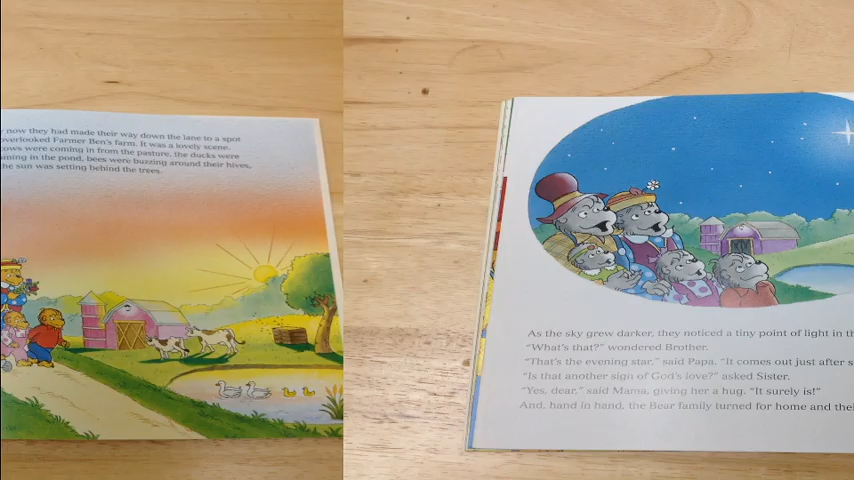 now they had made their way down the lane to a spot
overlooked Farmer Ben's farm. It was a lovely scene.
cows were coming in from the pasture, the ducks were
in the pond, bees were buzzing around their hives,
the sun was setting behind the trees.
As the sky grew darker, they noticed a tiny point of light in
"What's that?" wondered Brother.
"That's the evening star," said Papa. "It comes out just after
"Is that another sign of God's love?" asked Sister.
"Yes, dear," said Mama, giving her a hug. "It surely is!"
And, hand in hand, the Bear family turned for home and